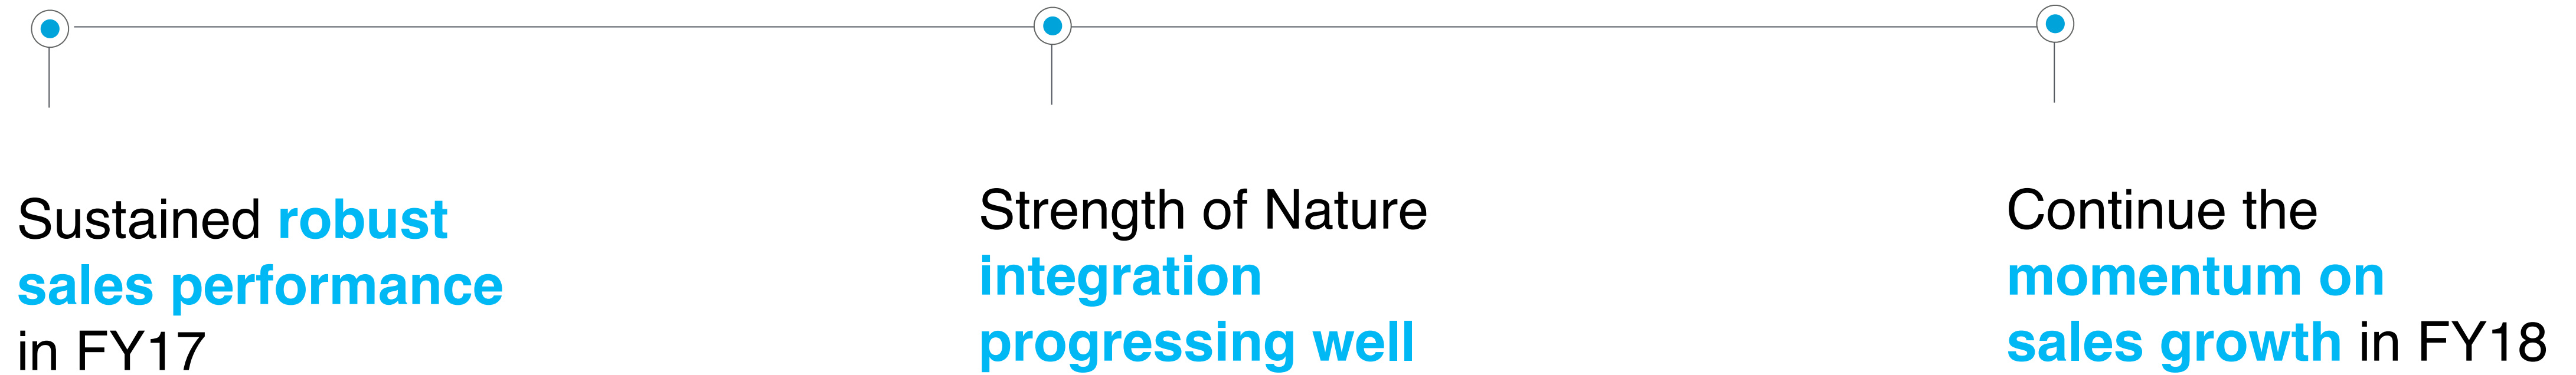 Sustained robust
sales performance
in FY17
Strength of Nature
integration
progressing well
Continue the
momentum on
sales growth in FY18